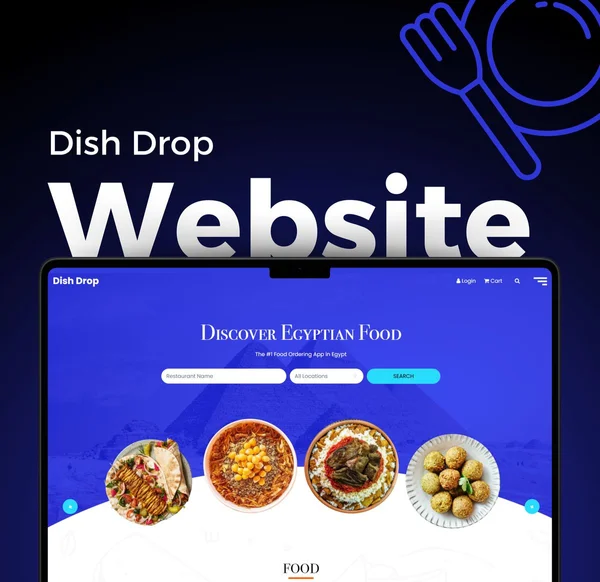 Dish Drop
Website
Dish Drop
Login
Cart
Discover Egyptian Food
The #1 Food Ordering App In Egypt
Restaurant Name
All Locations
SEARCH
FOOD